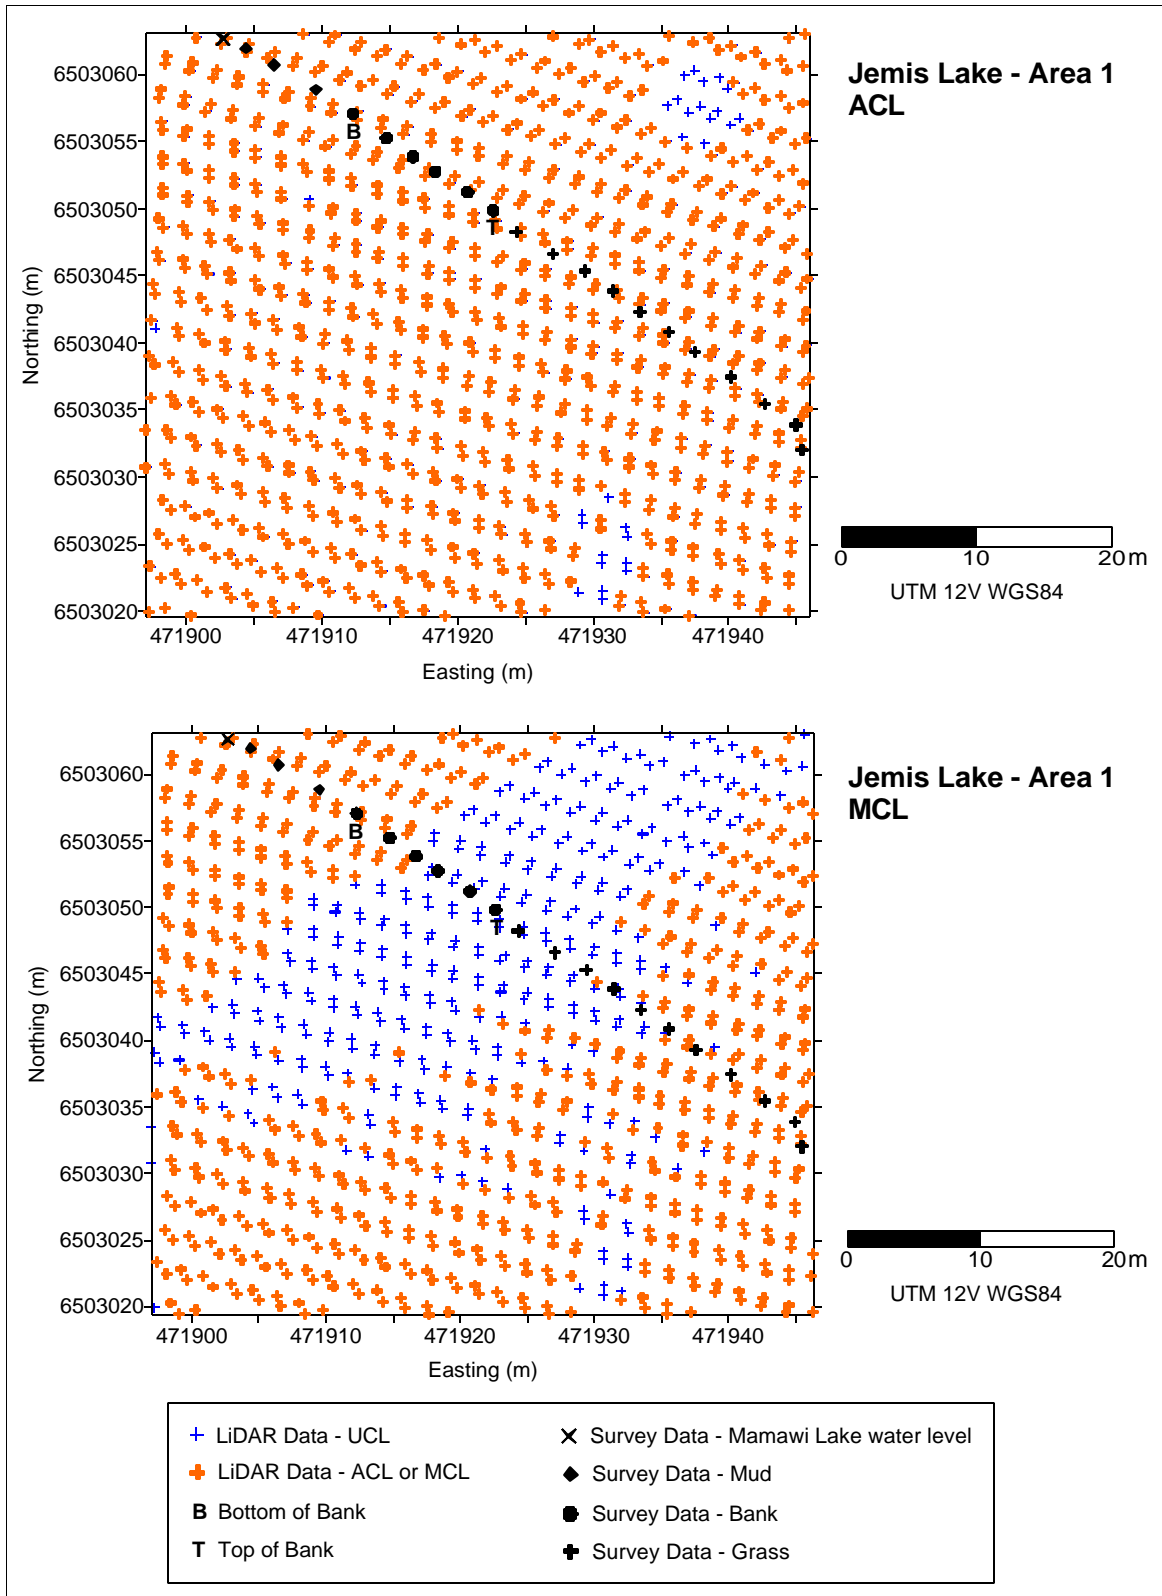 Jemis Lake - Area 1
ACL
6503060
6503055
6503050
6503045
6503040
6503035
6503030
6503025
6503020
Northing (m)
B
T
471900 471910 471920 471930 471940
Easting (m)
0 10 20 m
UTM 12V WGS84
Jemis Lake - Area 1
MCL
6503060
6503055
6503050
6503045
6503040
6503035
6503030
6503025
6503020
Northing (m)
B
T
471900 471910 471920 471930 471940
Easting (m)
0 10 20 m
UTM 12V WGS84
LiDAR Data - UCL
LiDAR Data - ACL or MCL
B Bottom of Bank
T Top of Bank
Survey Data - Mamawi Lake water level
Survey Data - Mud
Survey Data - Bank
Survey Data - Grass